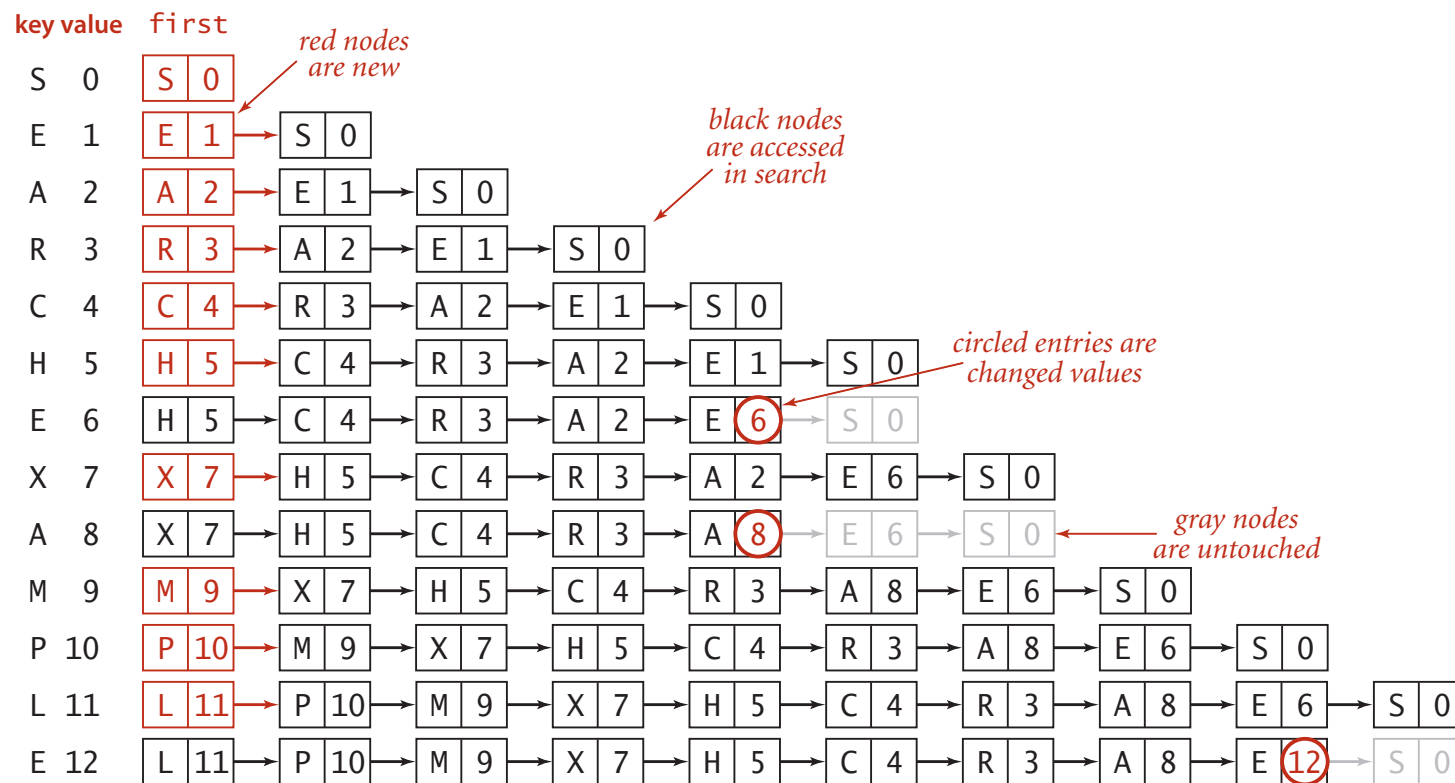 key value first
red nodes
are new
S 0 S 0
E 1 E 1 S 0
black nodes
are accessed
in search
A 2 A 2 E 1 S 0
R 3 R 3 A 2 E 1 S 0
C 4 C 4 R 3 A 2 E 1 S 0
circled entries are
changed values
H 5 H 5 C 4 R 3 A 2 E 1 S 0
E 6 H 5 C 4 R 3 A 2 E 6 S 0
X 7 X 7 H 5 C 4 R 3 A 2 E 6 S 0
A 8 X 7 H 5 C 4 R 3 A 8 E 6 S 0
gray nodes
are untouched
M 9 M 9 X 7 H 5 C 4 R 3 A 8 E 6 S 0
P 10 P 10 M 9 X 7 H 5 C 4 R 3 A 8 E 6 S 0
L 11 L 11 P 10 M 9 X 7 H 5 C 4 R 3 A 8 E 6 S 0
E 12 L 11 P 10 M 9 X 7 H 5 C 4 R 3 A 8 E 12 S 0